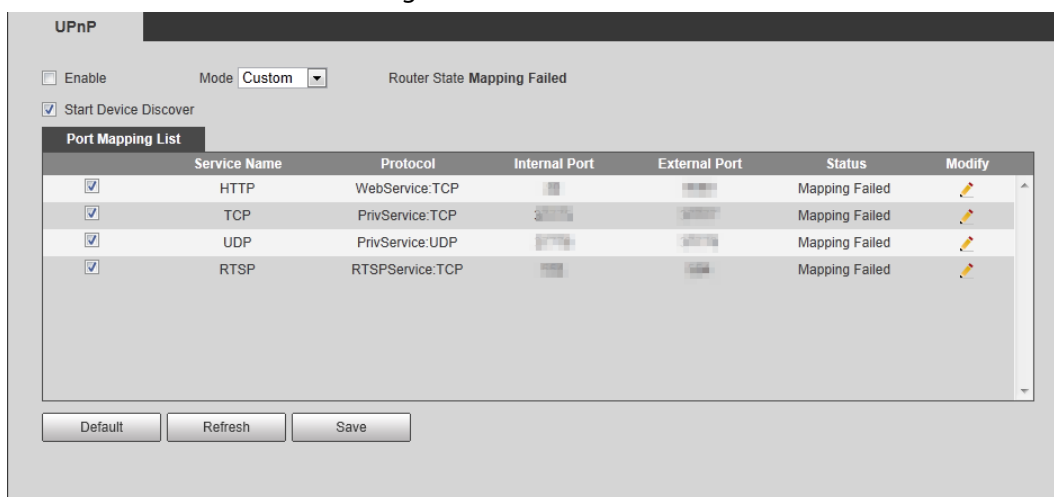 UPnP
Enable Mode Custom Router State Mapping Failed
Start Device Discover
Port Mapping List
Service Name Protocol Internal Port External Port Status Modify
HTTP WebService:TCP Mapping Failed
TCP PrivService:TCP Mapping Failed
UDP PrivService:UDP Mapping Failed
RTSP RTSPService:TCP Mapping Failed
Default Refresh Save